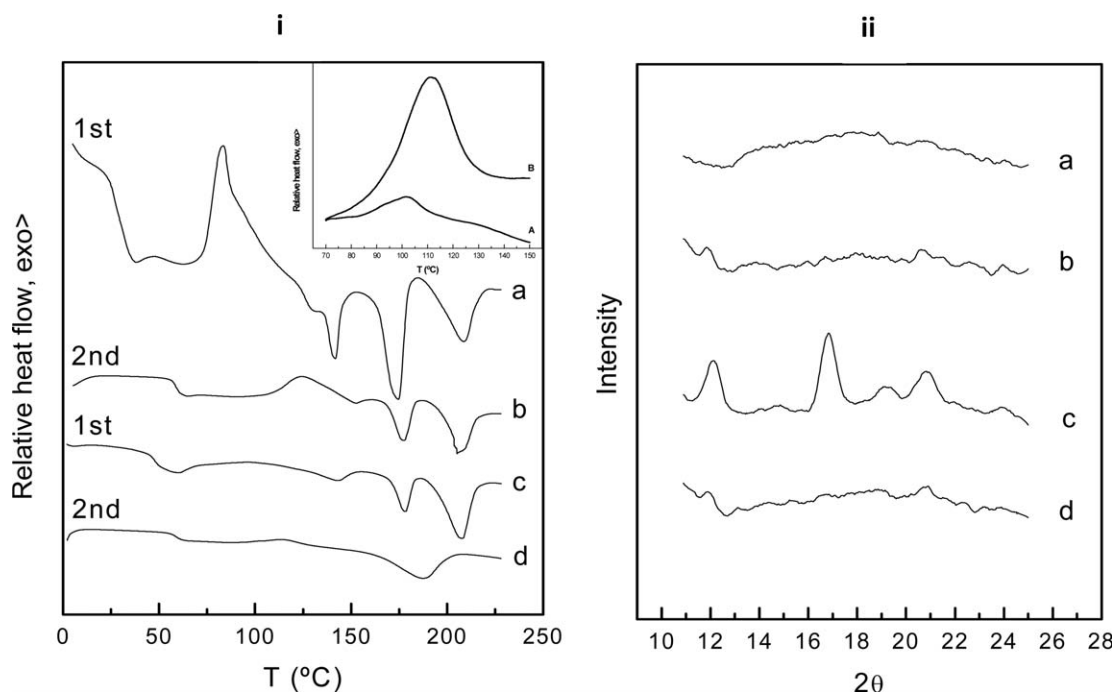 i
Relative heat flow, exo>
1st
a
2nd
b
1st
c
2nd
d
0 50 100 150 200 250
T (ºC)
Relative heat flow, exo>
B
A
70 80 90 100 110 120 130 140 150
T (ºC)
ii
Intensity
a
b
c
d
10 12 14 16 18 20 22 24 26 28
2θ